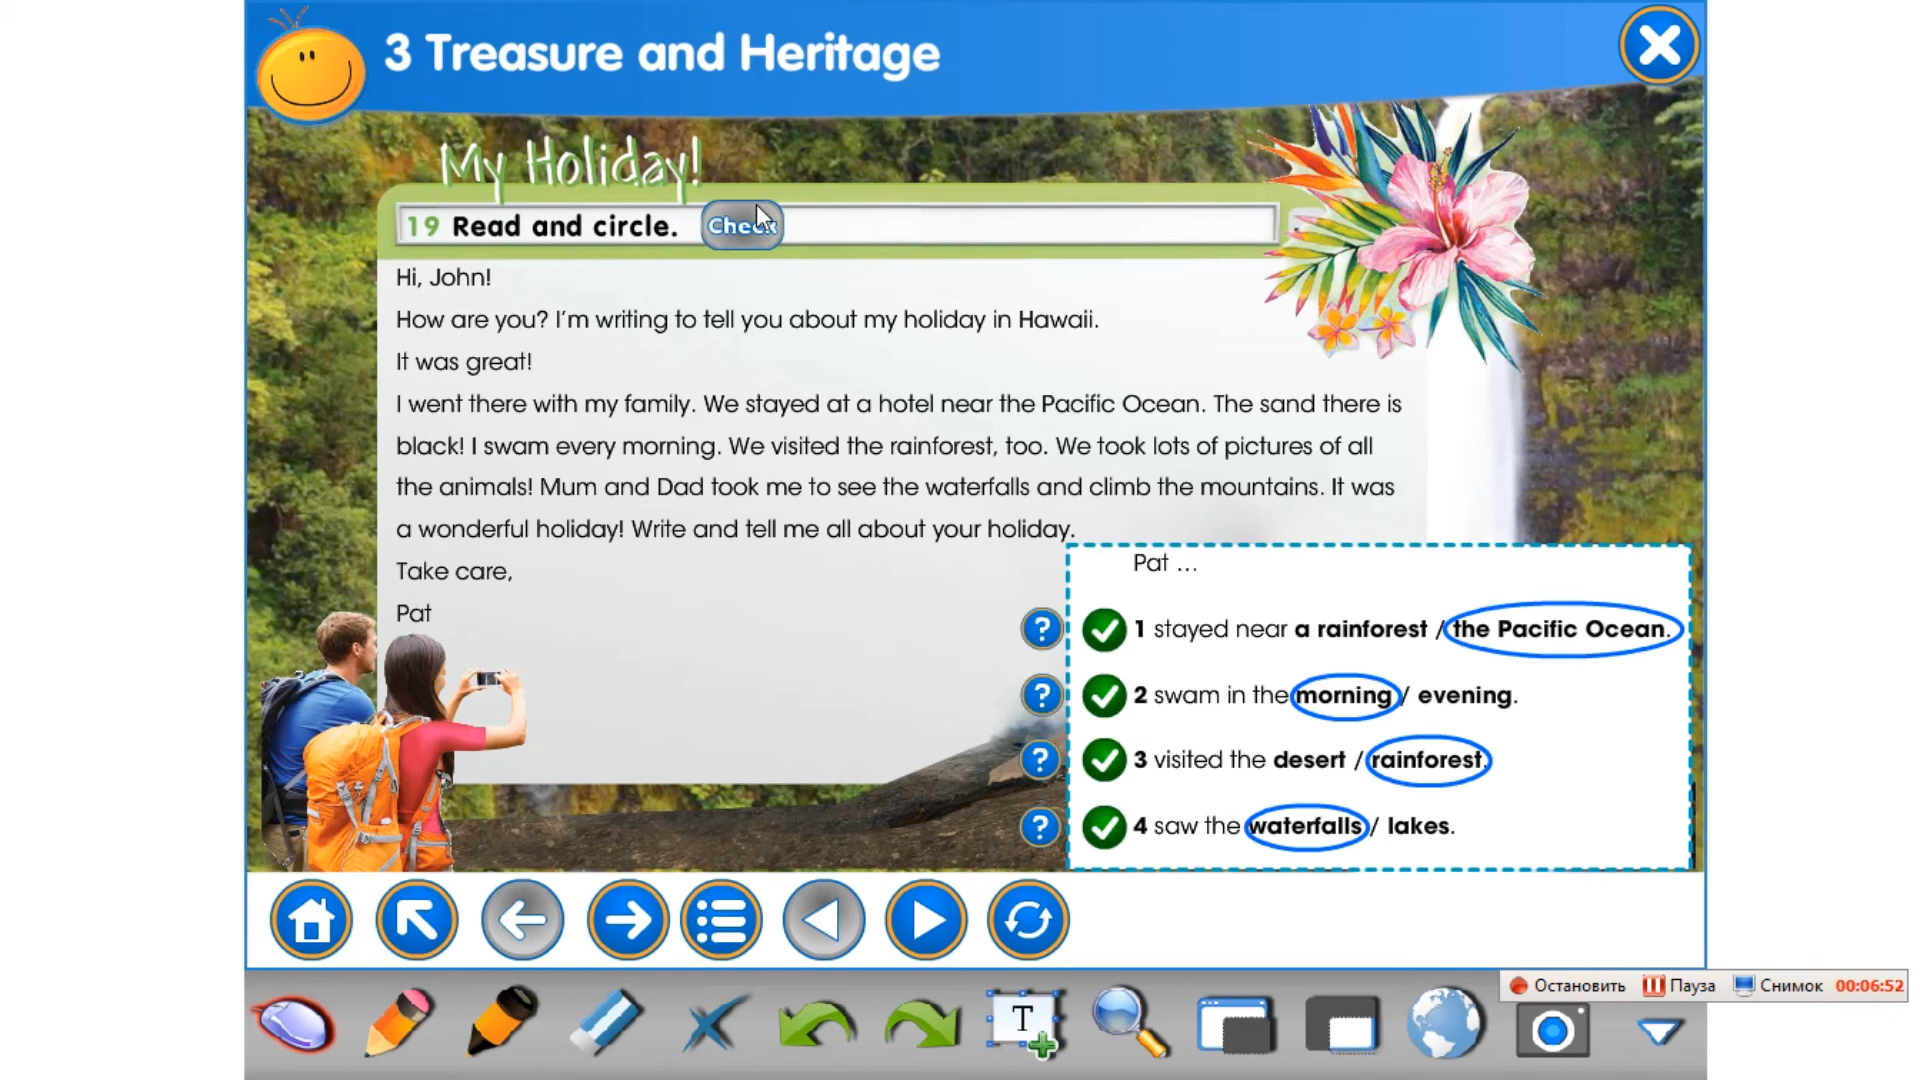 3 Treasure and Heritage
My Holiday!
19 Read and circle.
Check
Hi, John!
How are you? I'm writing to tell you about my holiday in Hawaii.
It was great!
I went there with my family. We stayed at a hotel near the Pacific Ocean. The sand there is
black! I swam every morning. We visited the rainforest, too. We took lots of pictures of all
the animals! Mum and Dad took me to see the waterfalls and climb the mountains. It was
a wonderful holiday! Write and tell me all about your holiday.
Take care,
Pat
Pat ...
? 1 stayed near a rainforest / the Pacific Ocean.
? 2 swam in the morning / evening.
? 3 visited the desert / rainforest.
? 4 saw the waterfalls / lakes.
Остановить Пауза Снимок 00:06:52
T